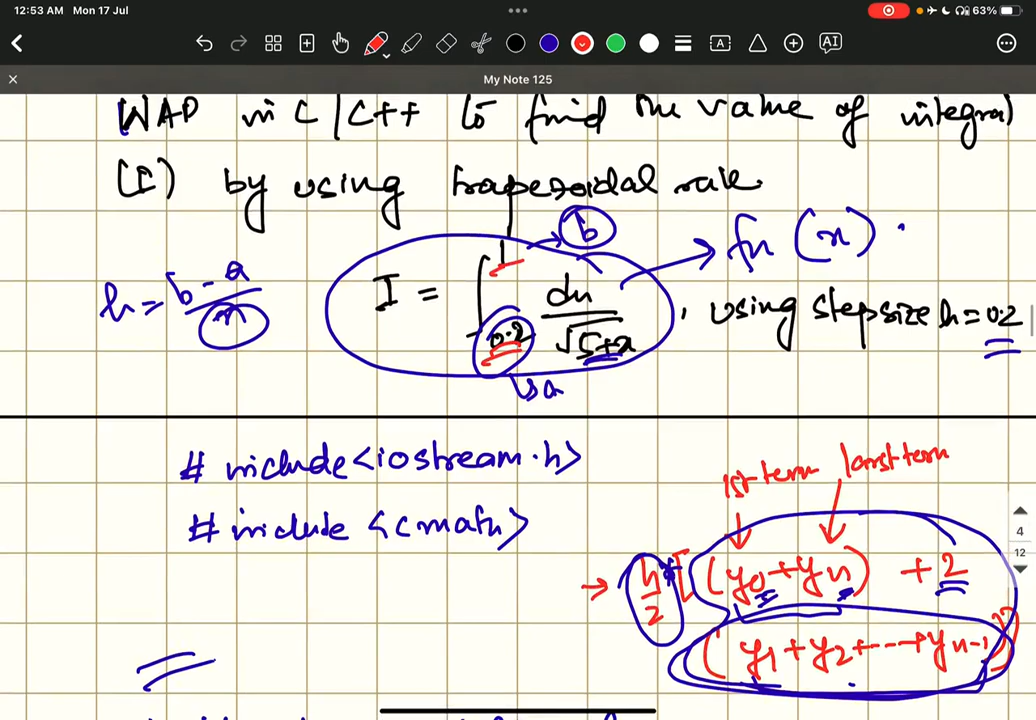 12:53 AM Mon 17 Jul
63%
A
AI
My Note 125
WAP in C/C++ to find the value of integral
(I) by using trapezoidal rule.
b
fn (x)
h = b - a / n
I = ∫ 1 0.2 dx / √5+x , using stepsize h = 0.2
a
# include <iostream.h>
1st term last term
# include <cmath>
→ h/2 * [(y0 + yn) + 2
(y1 + y2 + --- + yn-1)]
4
12